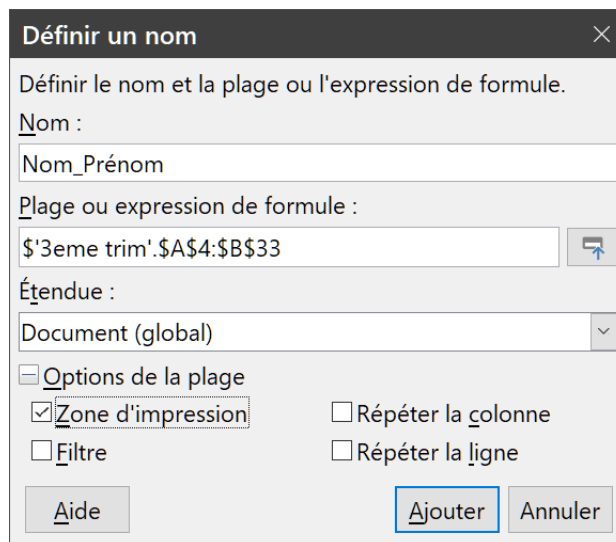 Définir un nom
Définir le nom et la plage ou l'expression de formule.
Nom :
Nom_Prénom
Plage ou expression de formule :
$'3eme trim'.$A$4:$B$33
Étendue :
Document (global)
Options de la plage
Zone d'impression
Répéter la colonne
Filtre
Répéter la ligne
Aide
Ajouter
Annuler